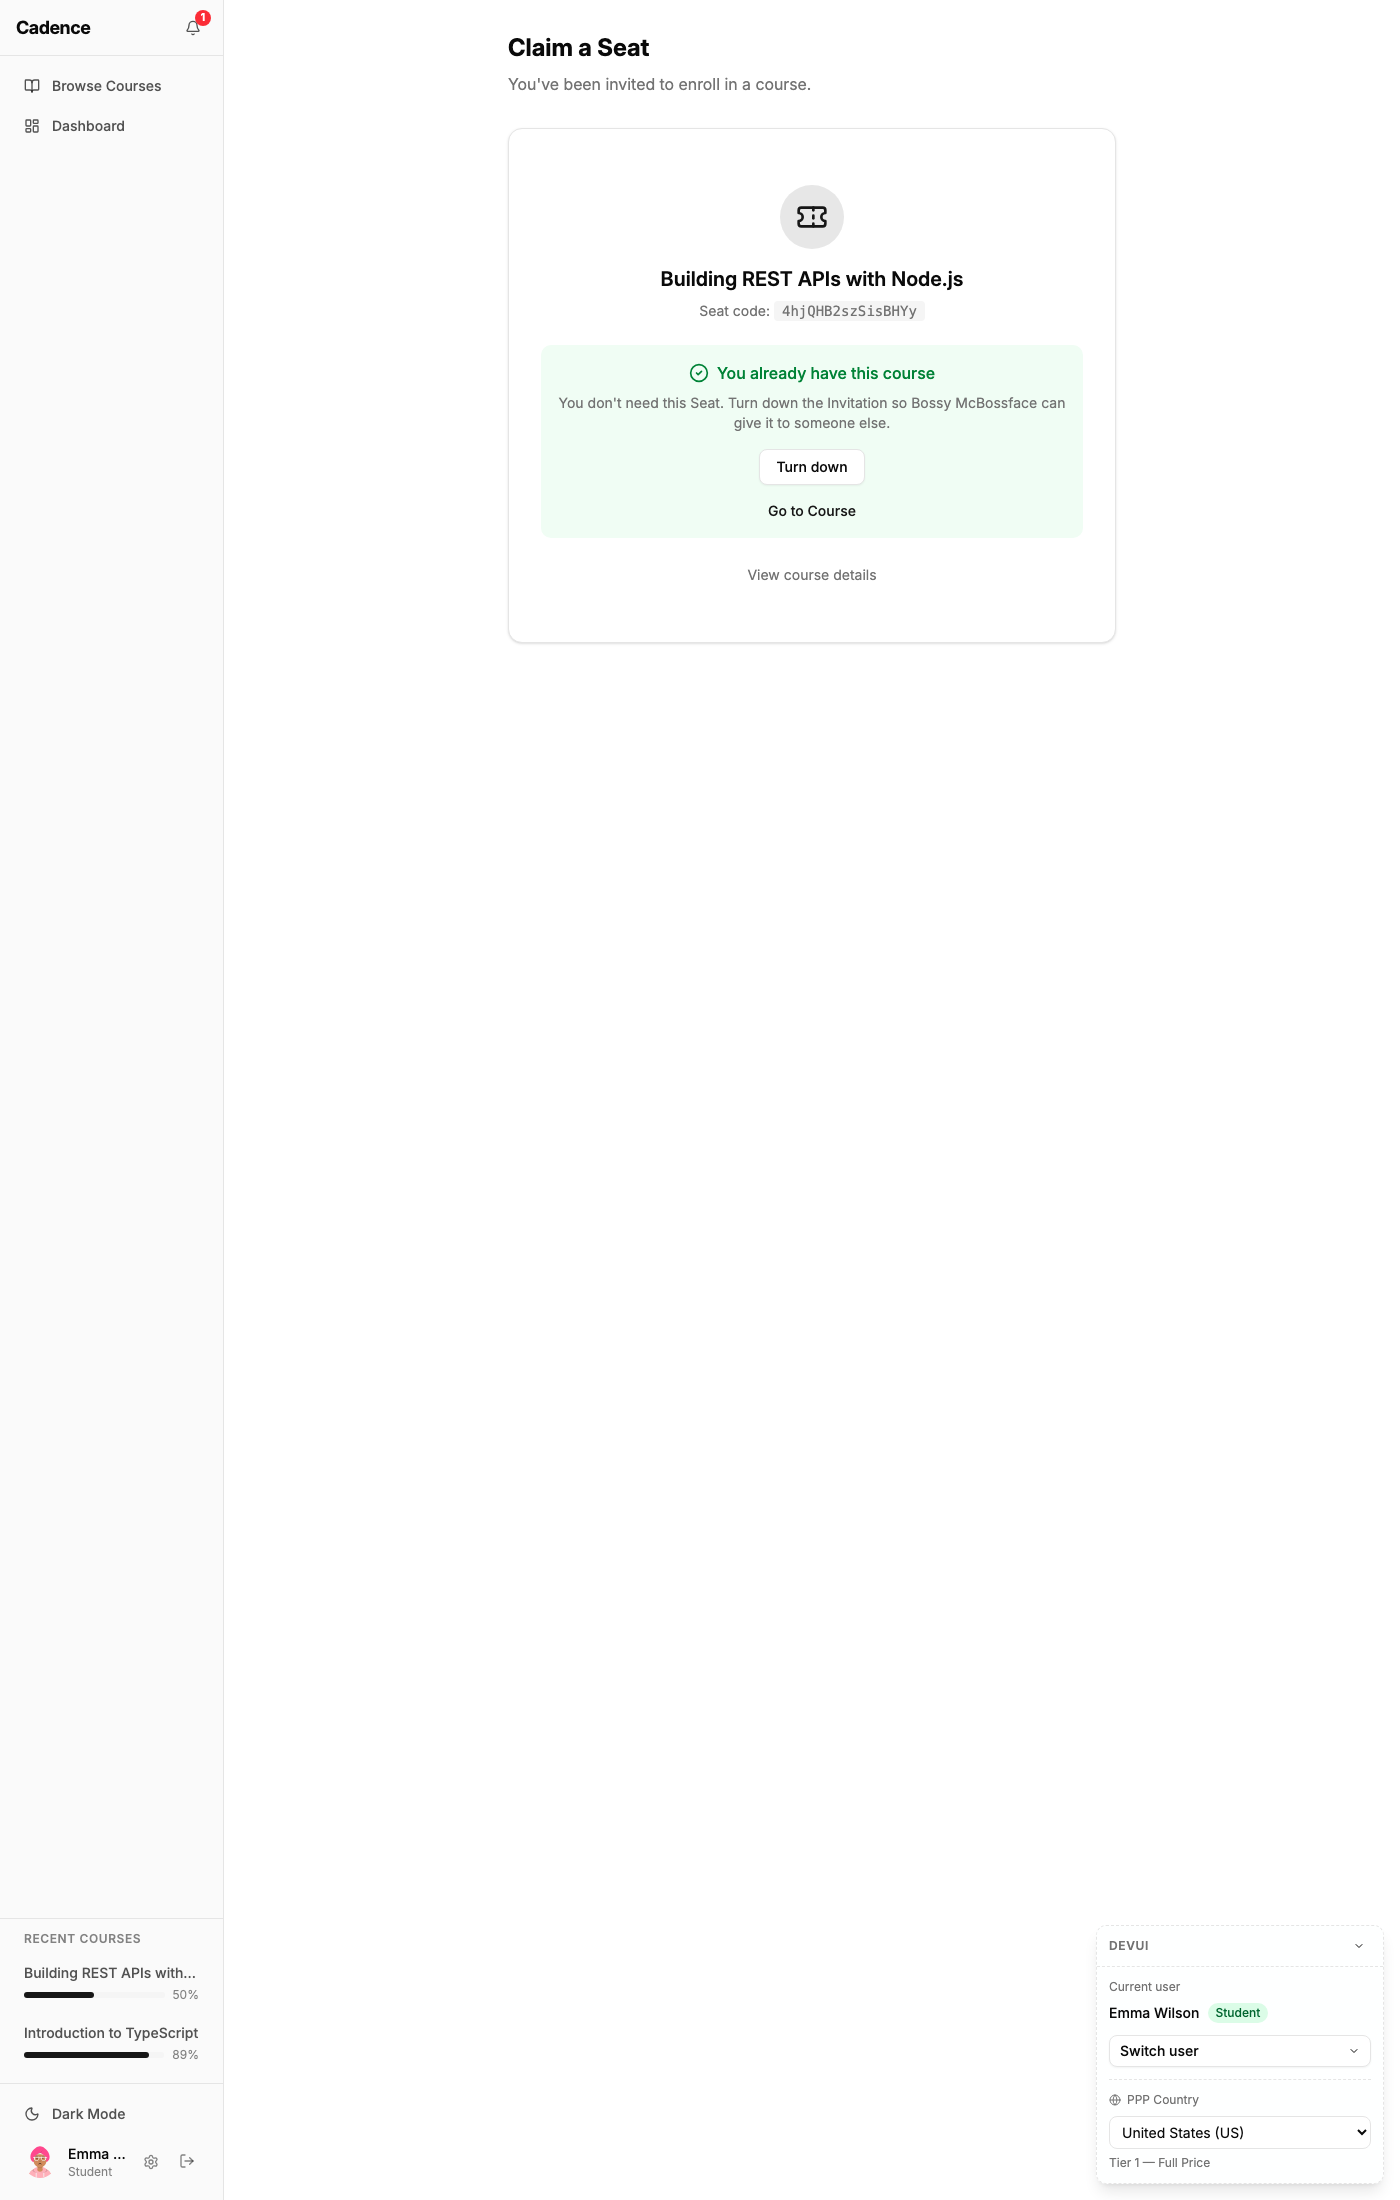 Cadence
1
Browse Courses
Dashboard
Claim a Seat
You've been invited to enroll in a course.
Building REST APIs with Node.js
Seat code: 4hjQHB2szSisBHYy
You already have this course
You don't need this Seat. Turn down the Invitation so Bossy McBossface can
give it to someone else.
Turn down
Go to Course
View course details
RECENT COURSES
Building REST APIs with...
50%
Introduction to TypeScript
89%
Dark Mode
Emma ...
Student
DEVUI
Current user
Emma Wilson Student
Switch user
PPP Country
United States (US)
Tier 1 — Full Price